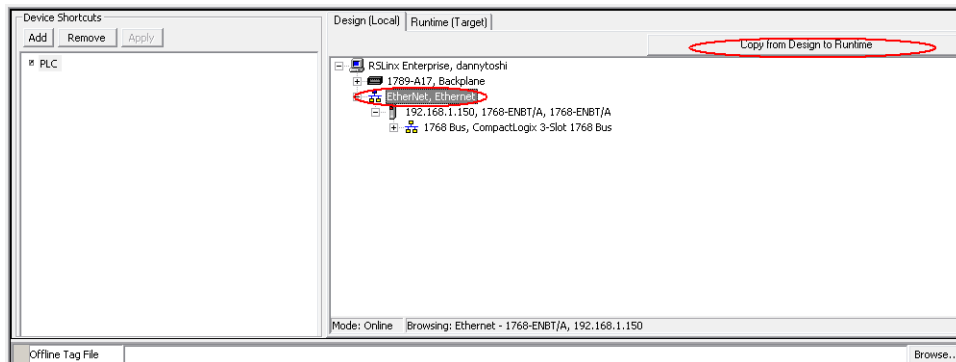 Device Shortcuts
Add Remove Apply
PLC
Design (Local) Runtime (Target)
Copy from Design to Runtime
RSLinx Enterprise, dannytoshi
1789-A17, Backplane
EtherNet, Ethernet
192.168.1.150, 1768-ENBT/A, 1768-ENBT/A
1768 Bus, CompactLogix 3-Slot 1768 Bus
Mode: Online Browsing: Ethernet - 1768-ENBT/A, 192.168.1.150
Offline Tag File Browse...